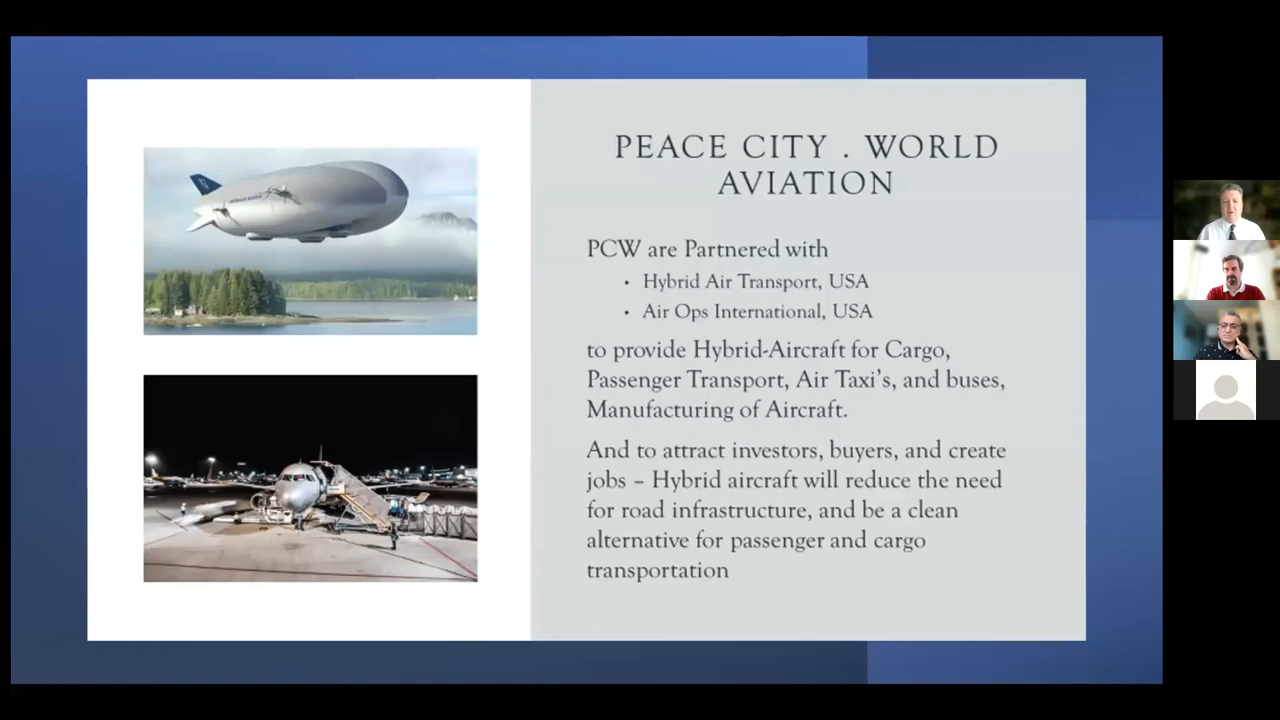 PEACE CITY . WORLD
AVIATION
PCW are Partnered with
• Hybrid Air Transport, USA
• Air Ops International, USA
to provide Hybrid-Aircraft for Cargo,
Passenger Transport, Air Taxi's, and buses,
Manufacturing of Aircraft.
And to attract investors, buyers, and create
jobs – Hybrid aircraft will reduce the need
for road infrastructure, and be a clean
alternative for passenger and cargo
transportation